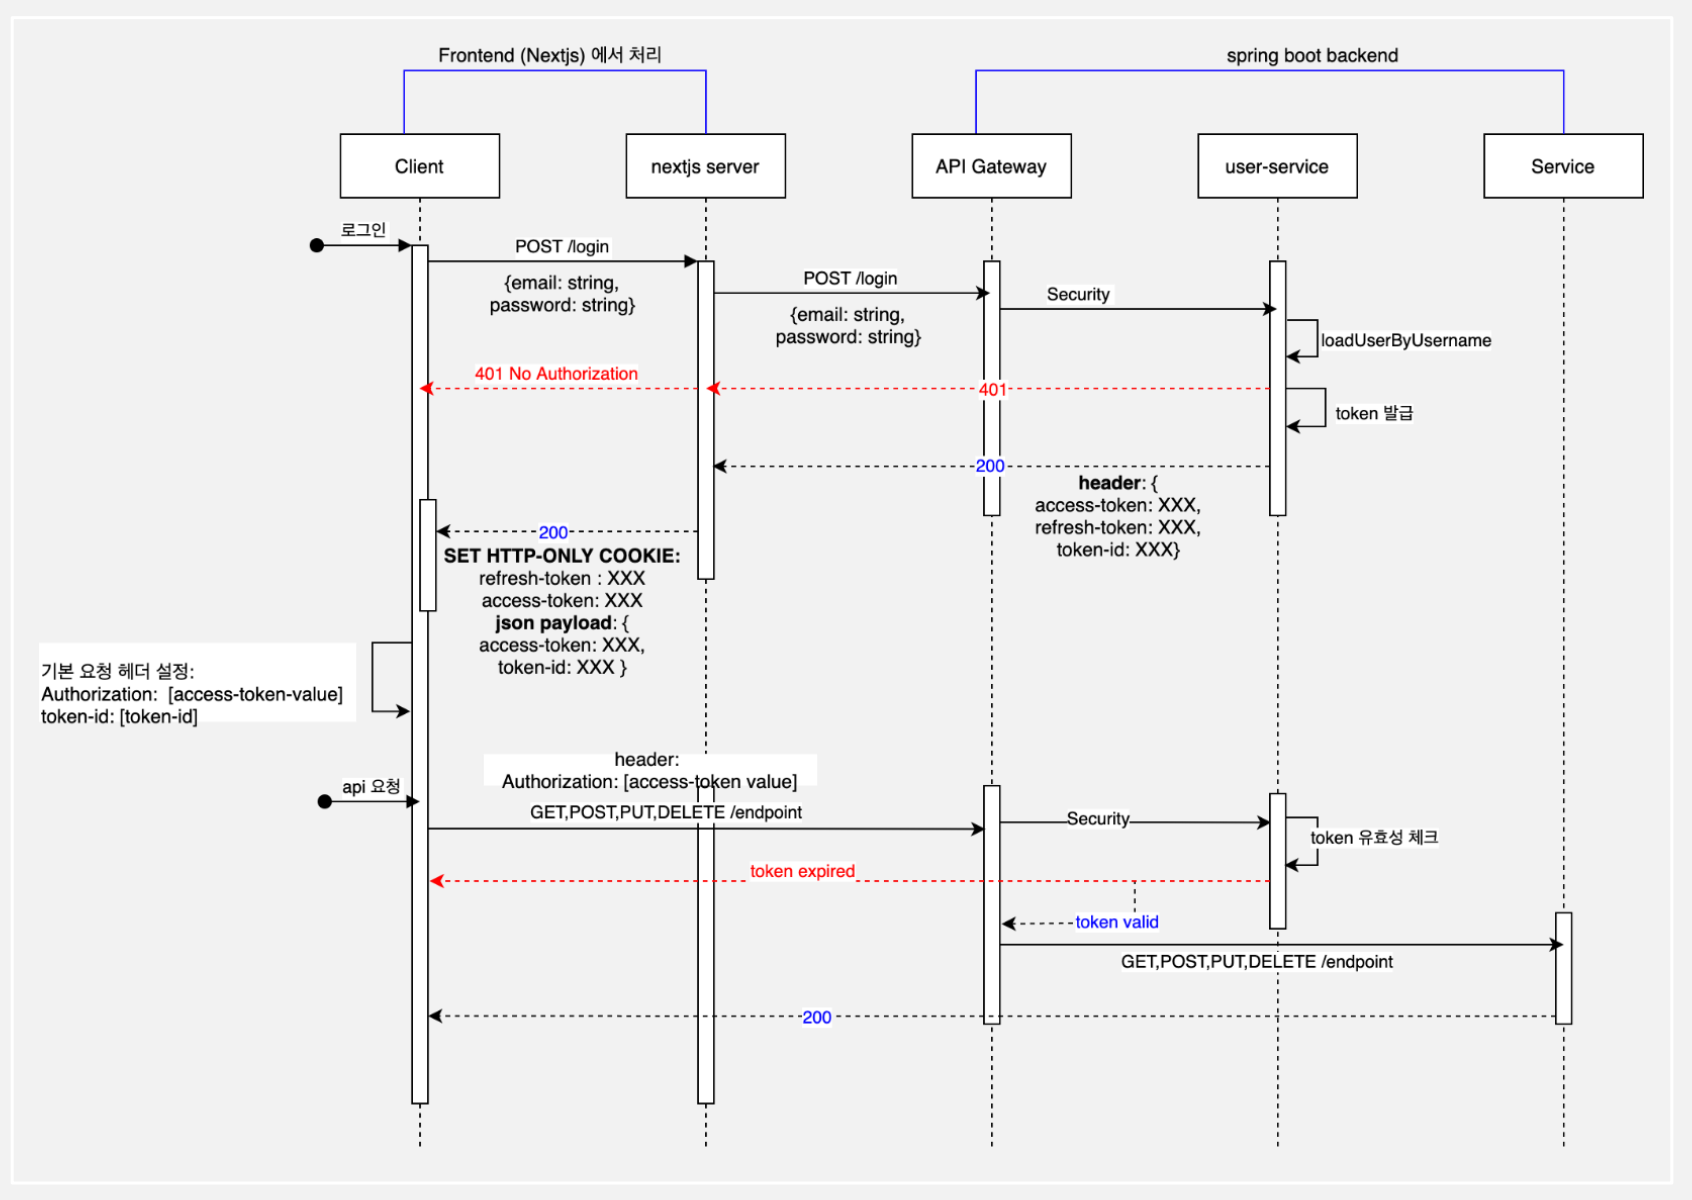 Frontend (Nextjs) 에서 처리
spring boot backend
Client
nextjs server
API Gateway
user-service
Service
로그인
POST /login
{email: string,
password: string}
POST /login
{email: string,
password: string}
Security
loadUserByUsername
401 No Authorization
401
token 발급
200
header: {
access-token: XXX,
refresh-token: XXX,
token-id: XXX}
200
SET HTTP-ONLY COOKIE:
refresh-token : XXX
access-token: XXX
json payload: {
access-token: XXX,
token-id: XXX }
기본 요청 헤더 설정:
Authorization:  [access-token-value]
token-id: [token-id]
header:
Authorization: [access-token value]
api 요청
GET,POST,PUT,DELETE /endpoint
Security
token 유효성 체크
token expired
token valid
GET,POST,PUT,DELETE /endpoint
200